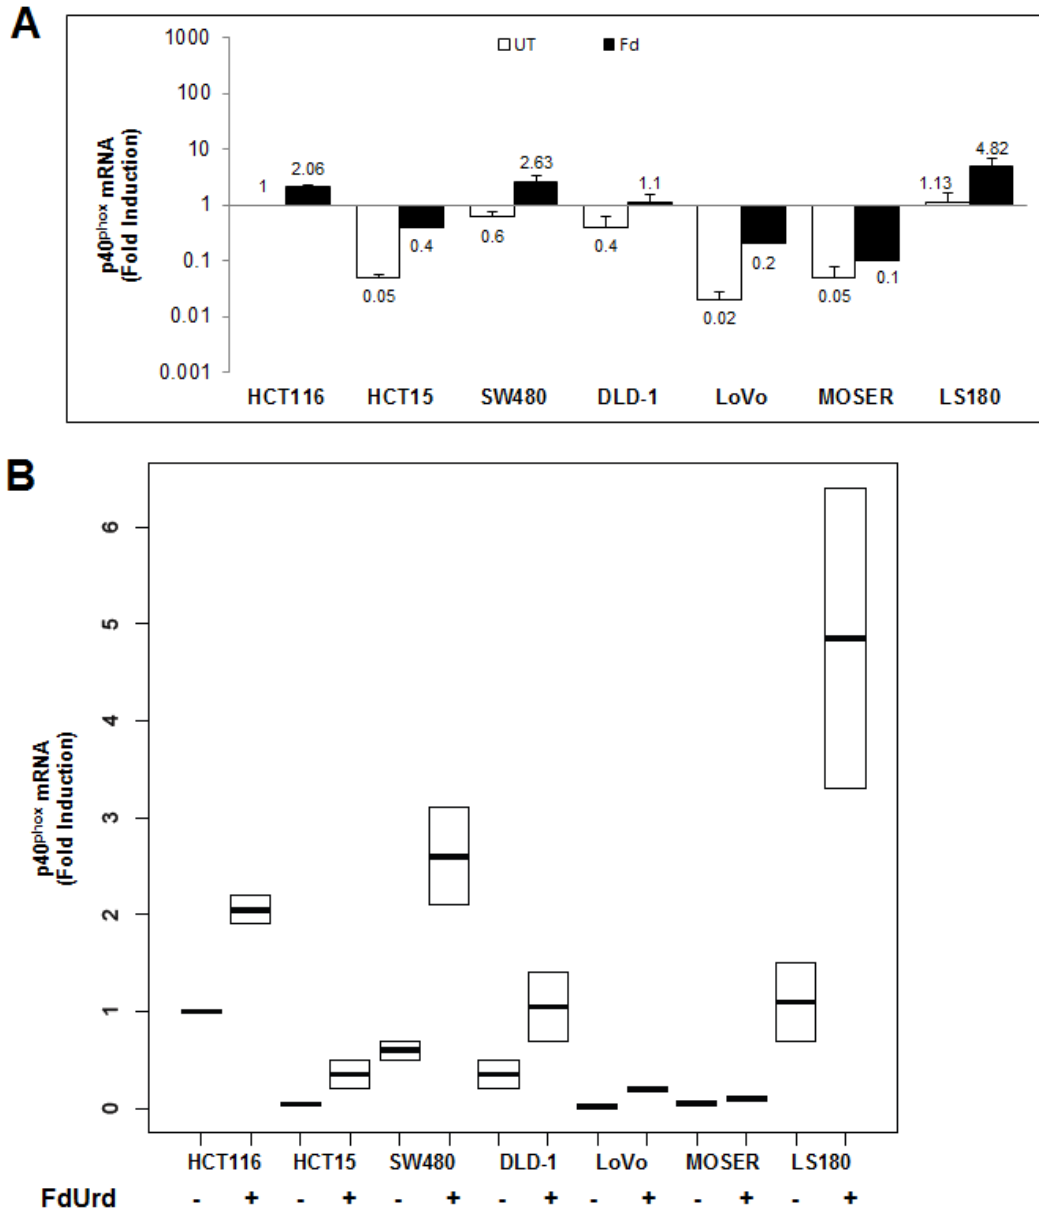 A
UT Fd
p40phox mRNA
(Fold Induction)
1000
100
10
1
0.1
0.01
0.001
1 2.06
0.05 0.4
0.6 2.63
0.4 1.1
0.02 0.2
0.05 0.1
1.13 4.82
HCT116 HCT15 SW480 DLD-1 LoVo MOSER LS180
B
p40phox mRNA
(Fold Induction)
6
5
4
3
2
1
0
HCT116 HCT15 SW480 DLD-1 LoVo MOSER LS180
FdUrd - + - + - + - + - + - + - +